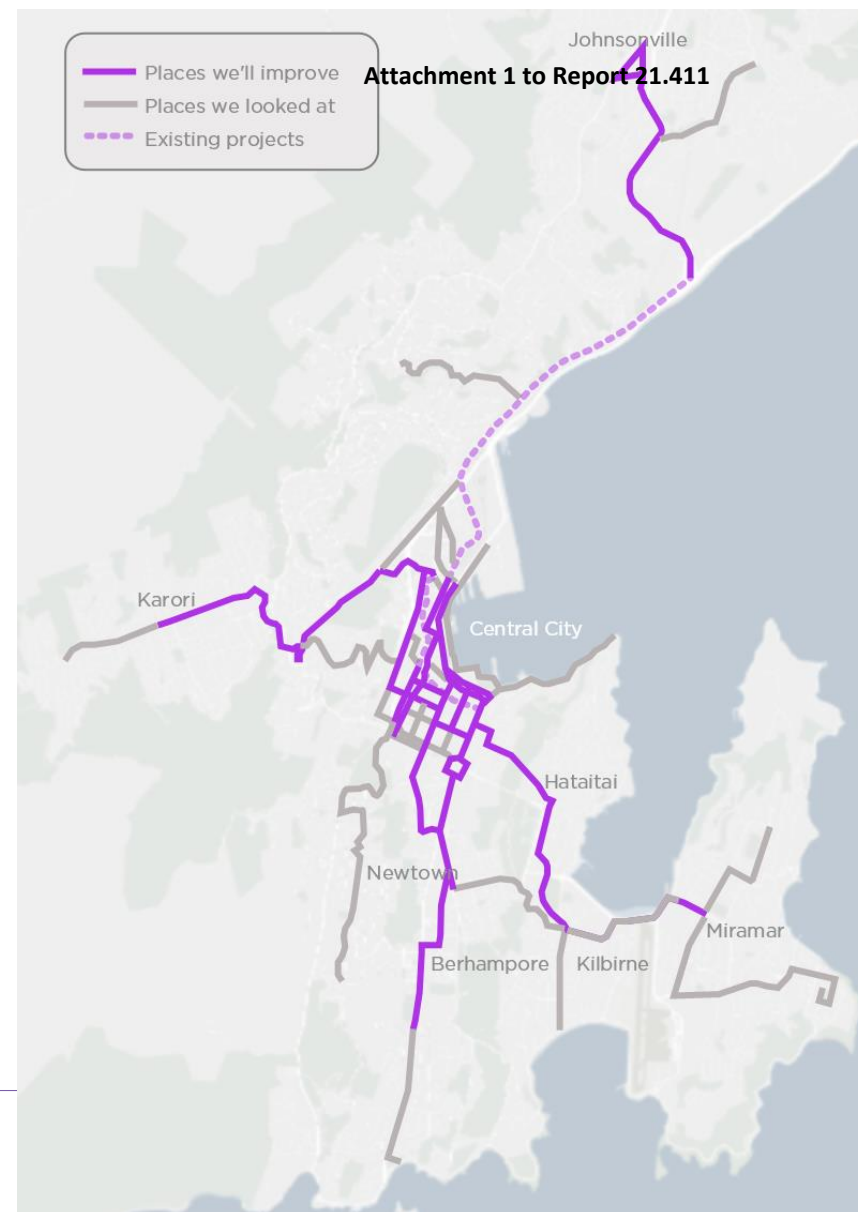 Johnsonville
Places we'll improve
Attachment 1 to Report 21.411
Places we looked at
Existing projects
Karori
Central City
Hataitai
Newtown
Miramar
Berhampore
Kilbirne